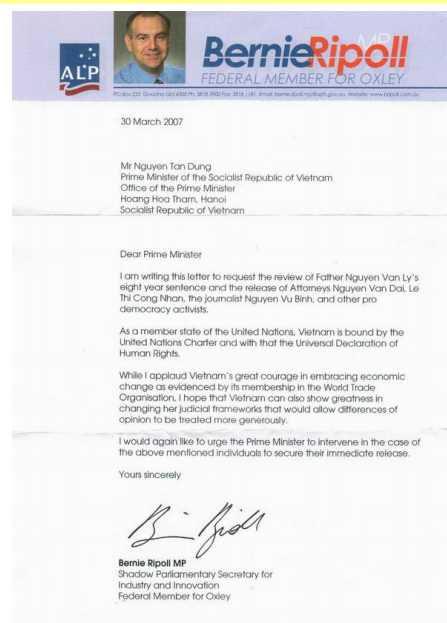 ALP
BernieRipoll MP
FEDERAL MEMBER FOR OXLEY
30 March 2007
Mr Nguyen Tan Dung
Prime Minister of the Socialist Republic of Vietnam
Office of the Prime Minister
Hoang Hoa Tham, Hanoi
Socialist Republic of Vietnam
Dear Prime Minister
I am writing this letter to request the review of Father Nguyen Van Ly's
eight year sentence and the release of Attorneys Nguyen Van Dai, Le
Thi Cong Nhan, the journalist Nguyen Vu Binh, and other pro
democracy activists.
As a member state of the United Nations, Vietnam is bound by the
United Nations Charter and with that the Universal Declaration of
Human Rights.
While I applaud Vietnam's great courage in embracing economic
change as evidenced by its membership in the World Trade
Organisation, I hope that Vietnam can also show greatness in
changing her judicial frameworks that would allow differences of
opinion to be treated more generously.
I would again like to urge the Prime Minister to intervene in the case of
the above mentioned individuals to secure their immediate release.
Yours sincerely
Bernie Ripoll MP
Shadow Parliamentary Secretary for
Industry and Innovation
Federal Member for Oxley